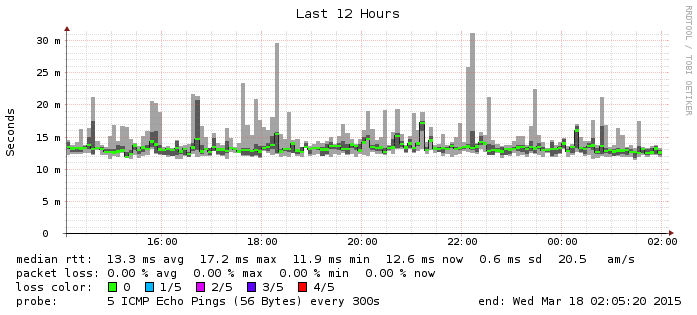 Last 12 Hours
RRDTOOL / TOBI OETIKER
Seconds
30 m
25 m
20 m
15 m
10 m
5 m
0
16:00 18:00 20:00 22:00 00:00 02:00
median rtt: 13.3 ms avg 17.2 ms max 11.9 ms min 12.6 ms now 0.6 ms sd 20.5 am/s
packet loss: 0.00 % avg 0.00 % max 0.00 % min 0.00 % now
loss color: 0 1/5 2/5 3/5 4/5
probe: 5 ICMP Echo Pings (56 Bytes) every 300s end: Wed Mar 18 02:05:20 2015